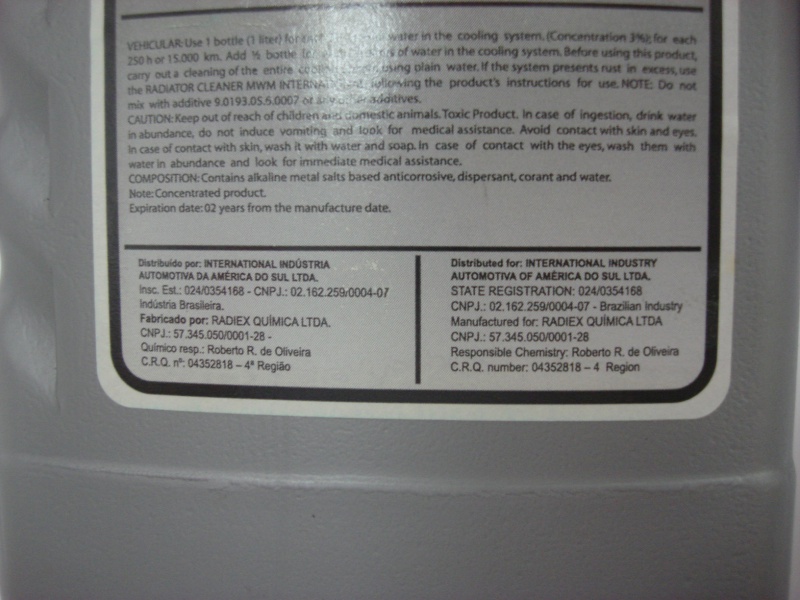 VEHICULAR: Use 1 bottle (1 liter) for water in the cooling system. (Concentration 3%); for each
250 h or 15.000 km. Add ½ bottle of water in the cooling system. Before using this product,
carry out a cleaning of the entire using plain water. If the system presents rust in excess, use
the RADIATOR CLEANER MWM following the product's instructions for use. NOTE: Do not
mix with additive 9.0193.05.6.0007 or additives.
CAUTION: Keep out of reach of children and domestic animals. Toxic Product. In case of ingestion, drink water
in abundance, do not induce vomiting and look for medical assistance. Avoid contact with skin and eyes.
In case of contact with skin, wash it with water and soap. In case of contact with the eyes, wash them with
water in abundance and look for immediate medical assistance.
COMPOSITION: Contains alkaline metal salts based anticorrosive, dispersant, corant and water.
Note: Concentrated product.
Expiration date: 02 years from the manufacture date.
Distribuido por: INTERNATIONAL INDÚSTRIA
AUTOMOTIVA DA AMÉRICA DO SUL LTDA.
Insc. Est.: 024/0354168 - CNPJ.: 02.162.259/0004-07
Indústria Brasileira.
Fabricado por: RADIEX QUÍMICA LTDA.
CNPJ.: 57.345.050/0001-28 -
Químico resp.: Roberto R. de Oliveira
C.R.Q. nº: 04352818 – 4ª Região
Distributed for: INTERNATIONAL INDUSTRY
AUTOMOTIVA OF AMÉRICA DO SUL LTDA.
STATE REGISTRATION: 024/0354168
CNPJ.: 02.162.259/0004-07 - Brazilian Industry
Manufactured for: RADIEX QUÍMICA LTDA
CNPJ.: 57.345.050/0001-28
Responsible Chemistry: Roberto R. de Oliveira
C.R.Q. number: 04352818 – 4 Region